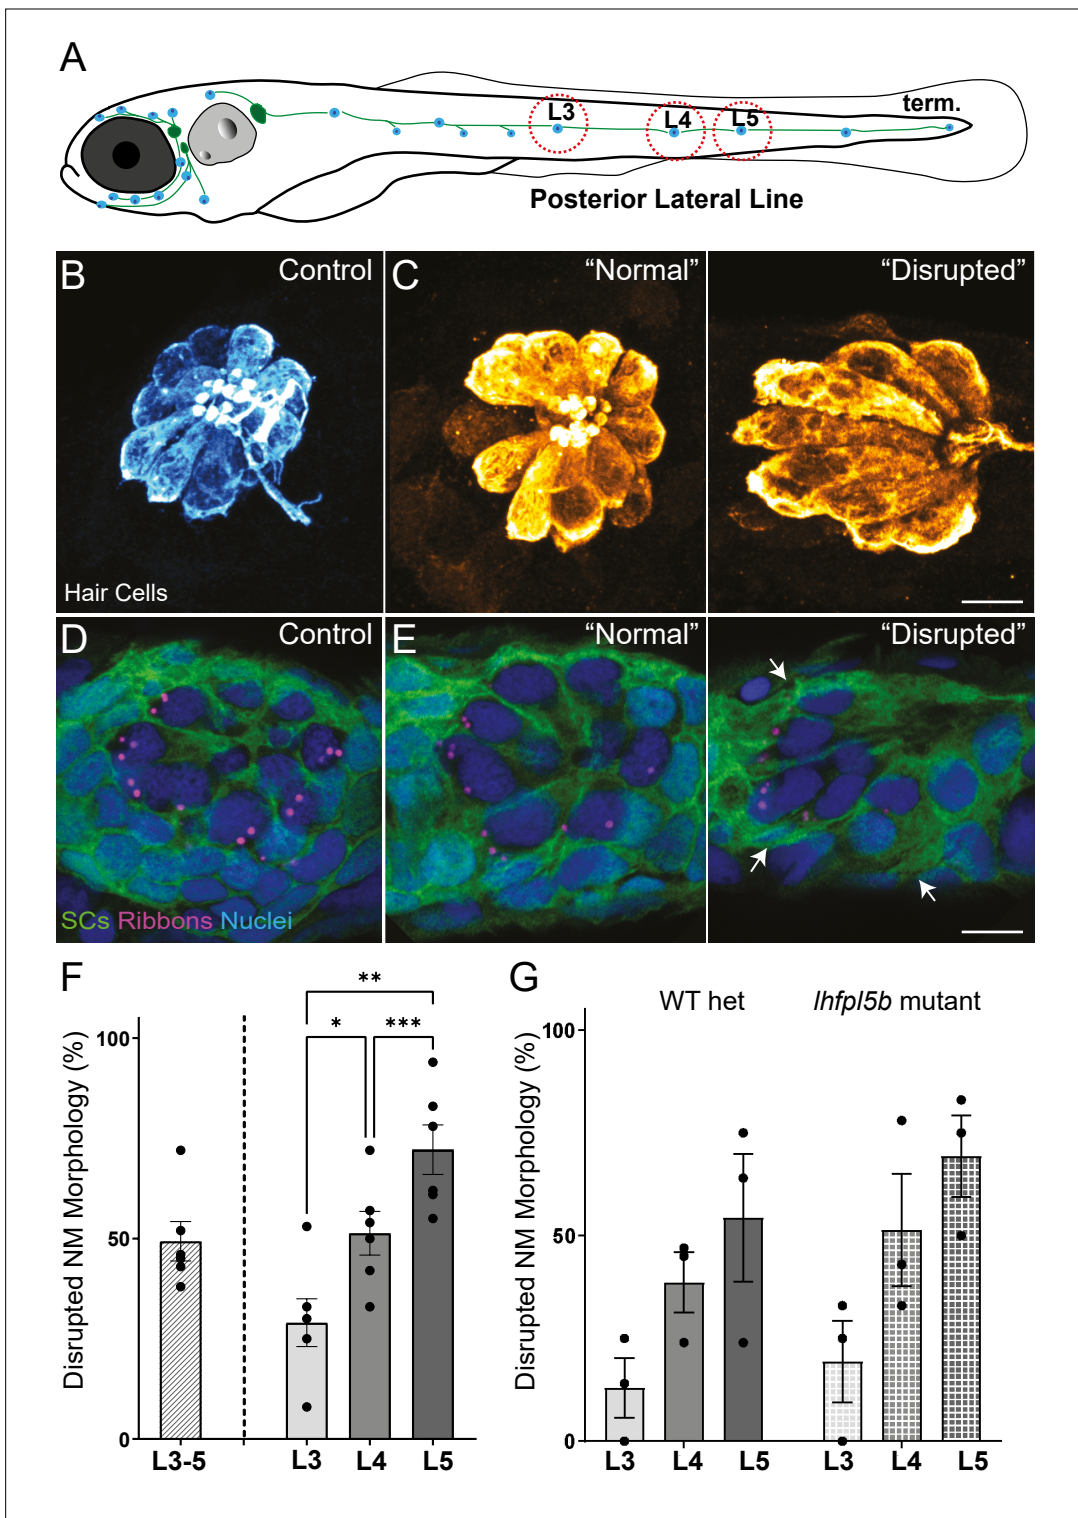 A
L3
L4
L5
term.
Posterior Lateral Line
B
Control
C
“Normal”
“Disrupted”
Hair Cells
D
Control
E
“Normal”
“Disrupted”
SCs Ribbons Nuclei
F
Disrupted NM Morphology (%)
100
50
0
**
*
***
L3-5
L3
L4
L5
G
WT het
lhfpl5b mutant
Disrupted NM Morphology (%)
100
50
0
L3
L4
L5
L3
L4
L5